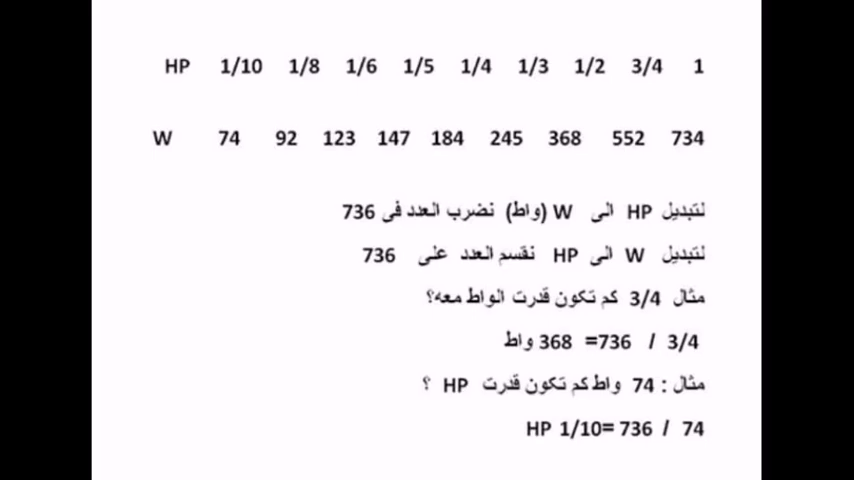 HP 1/10 1/8 1/6 1/5 1/4 1/3 1/2 3/4 1
W 74 92 123 147 184 245 368 552 734
لتبديل HP الى W (واط) نضرب العدد فى 736
لتبديل W الى HP نقسم العدد على 736
مثال 3/4 كم تكون قدرت الواط معه؟
3/4 / 736= 368 واط
مثال : 74 واط كم تكون قدرت HP ؟
74 / 736 =1/10 HP